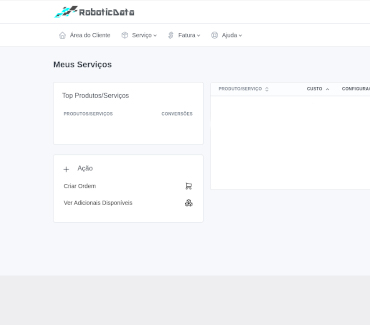 RoboticData
Área do Cliente Serviço Fatura Ajuda
Meus Serviços
Top Produtos/Serviços
PRODUTOS/SERVIÇOS CONVERSÕES
PRODUTO/SERVIÇO CUSTO CONFIGURA
Ação
Criar Ordem
Ver Adicionais Disponíveis